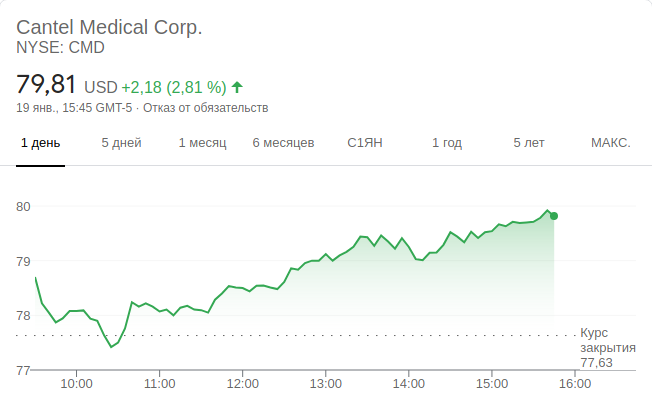 Cantel Medical Corp.
NYSE: CMD
79,81 USD +2,18 (2,81 %)
19 янв., 15:45 GMT-5 · Отказ от обязательств
1 день 5 дней 1 месяц 6 месяцев С1ЯН 1 год 5 лет МАКС.
80
79
78
Курс
закрытия
77,63
77
10:00 11:00 12:00 13:00 14:00 15:00 16:00